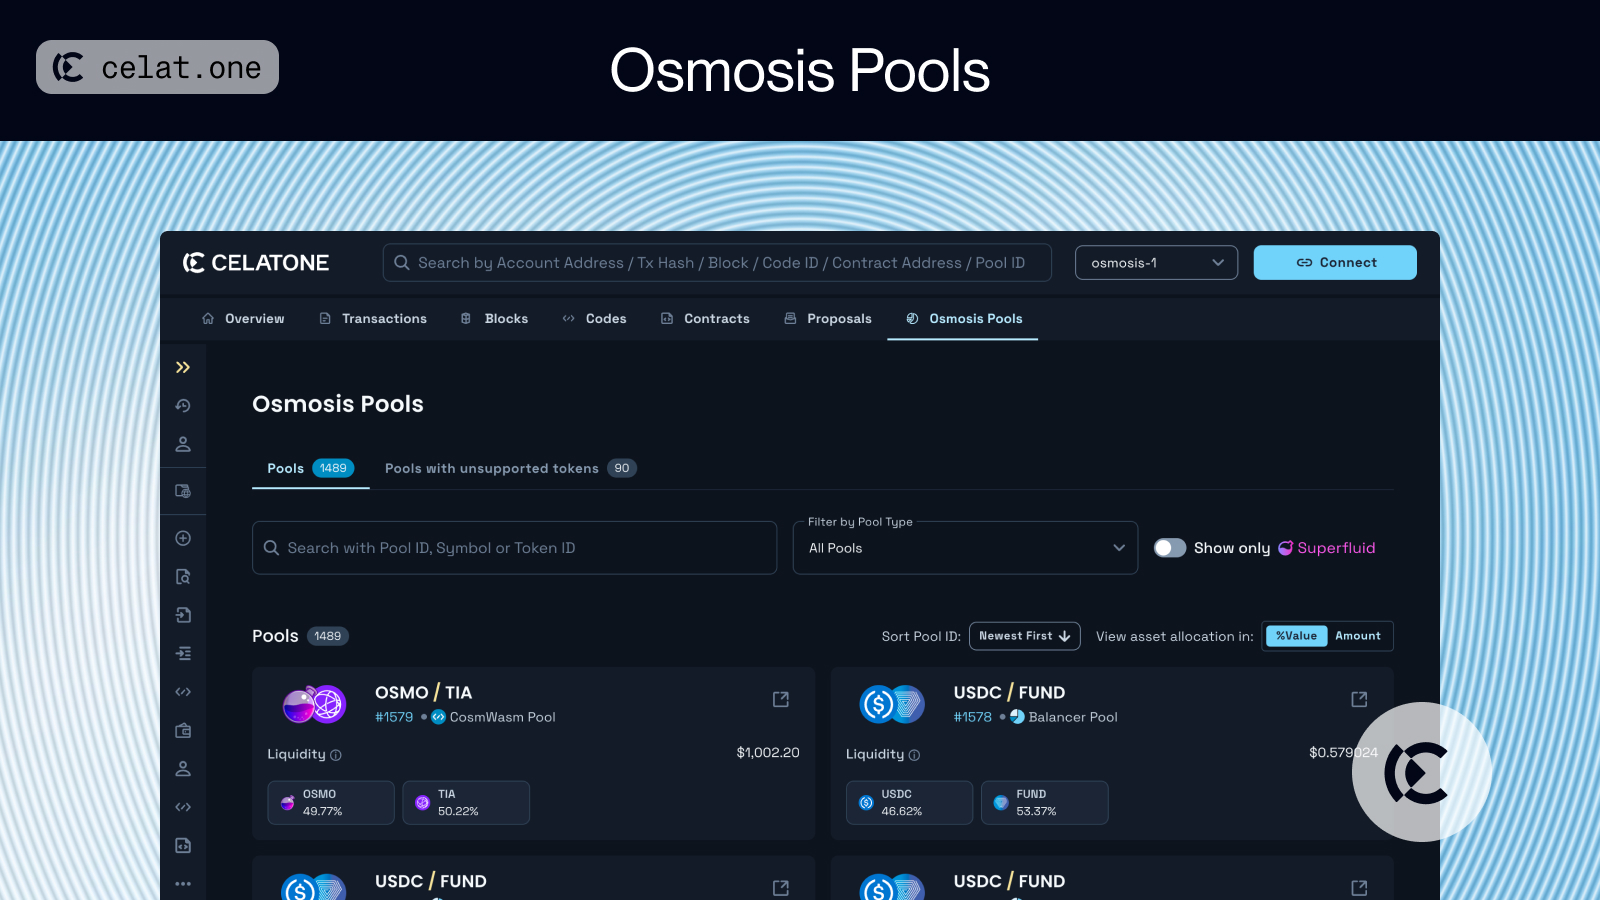 celat.one
Osmosis Pools
CELATONE
Search by Account Address / Tx Hash / Block / Code ID / Contract Address / Pool ID
osmosis-1
Connect
Overview
Transactions
Blocks
Codes
Contracts
Proposals
Osmosis Pools
Osmosis Pools
Pools 1489
Pools with unsupported tokens 90
Search with Pool ID, Symbol or Token ID
Filter by Pool Type
All Pools
Show only Superfluid
Pools 1489
Sort Pool ID: Newest First
View asset allocation in: %Value Amount
OSMO / TIA
#1579 • CosmWasm Pool
Liquidity
$1,002.20
OSMO
49.77%
TIA
50.22%
USDC / FUND
#1578 • Balancer Pool
Liquidity
$0.579024
USDC
46.62%
FUND
53.37%
USDC / FUND
USDC / FUND